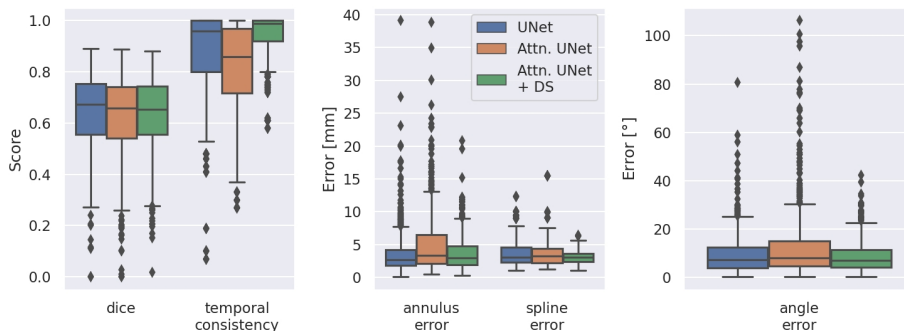 Score
1.0
0.8
0.6
0.4
0.2
0.0
dice
temporal
consistency
Error [mm]
40
35
30
25
20
15
10
5
0
UNet
Attn. UNet
Attn. UNet
+ DS
annulus
error
spline
error
Error [°]
100
80
60
40
20
0
angle
error